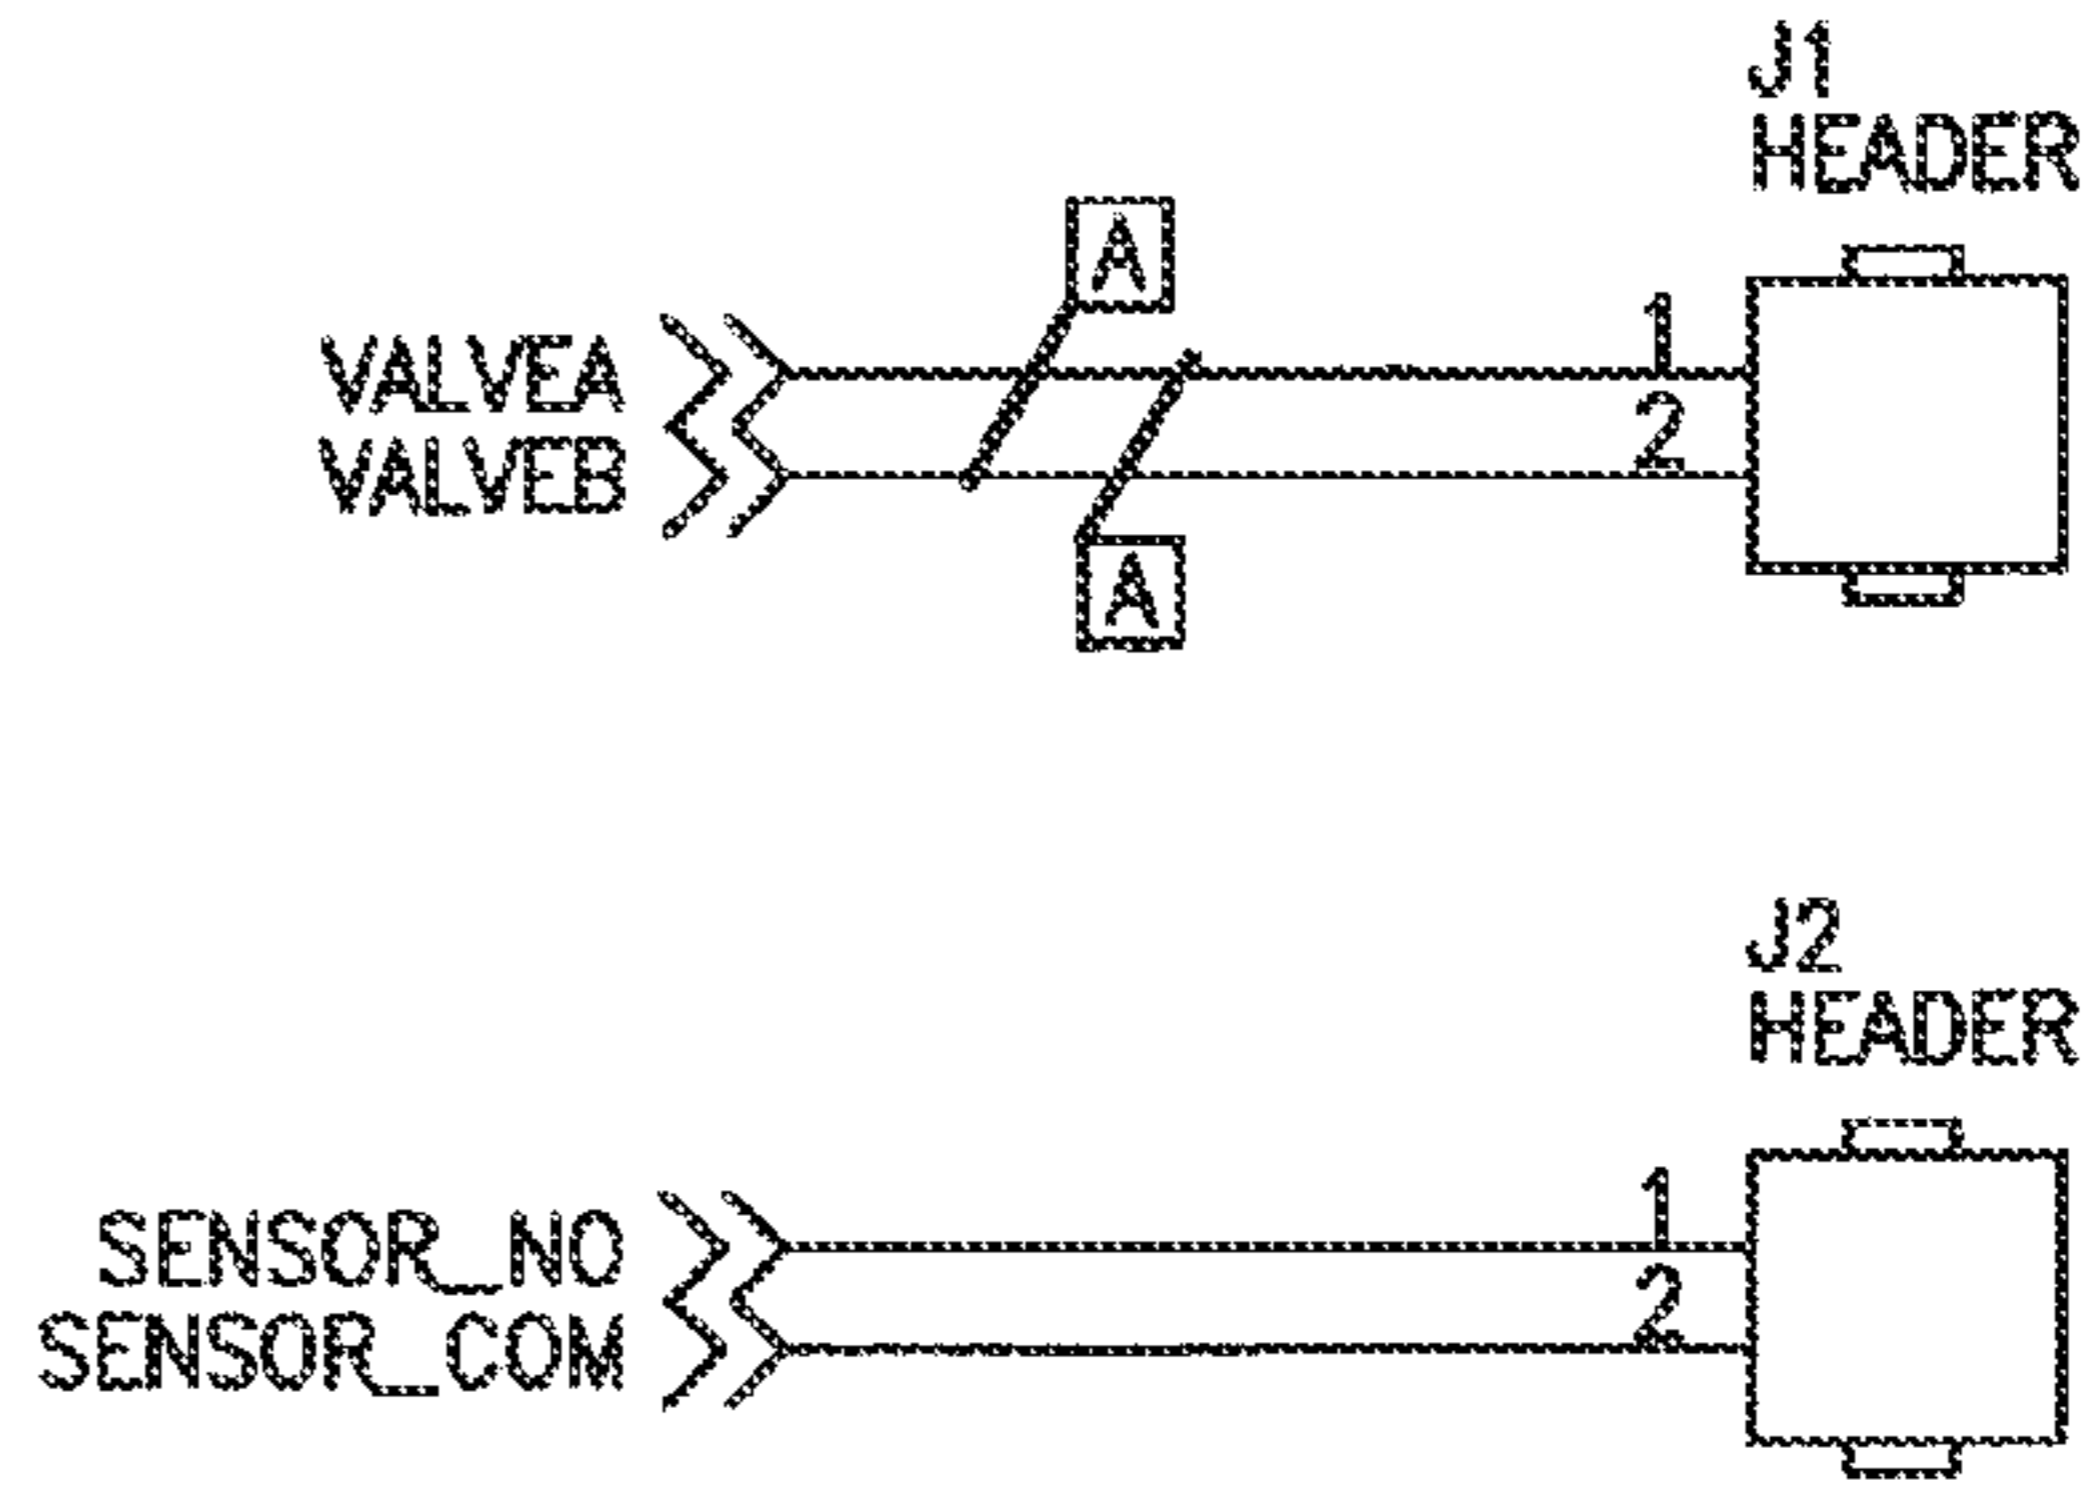 J1
HEADER
A
1
VALVEA
2
VALVEB
A
J2
HEADER
1
SENSOR_NO
2
SENSOR_COM